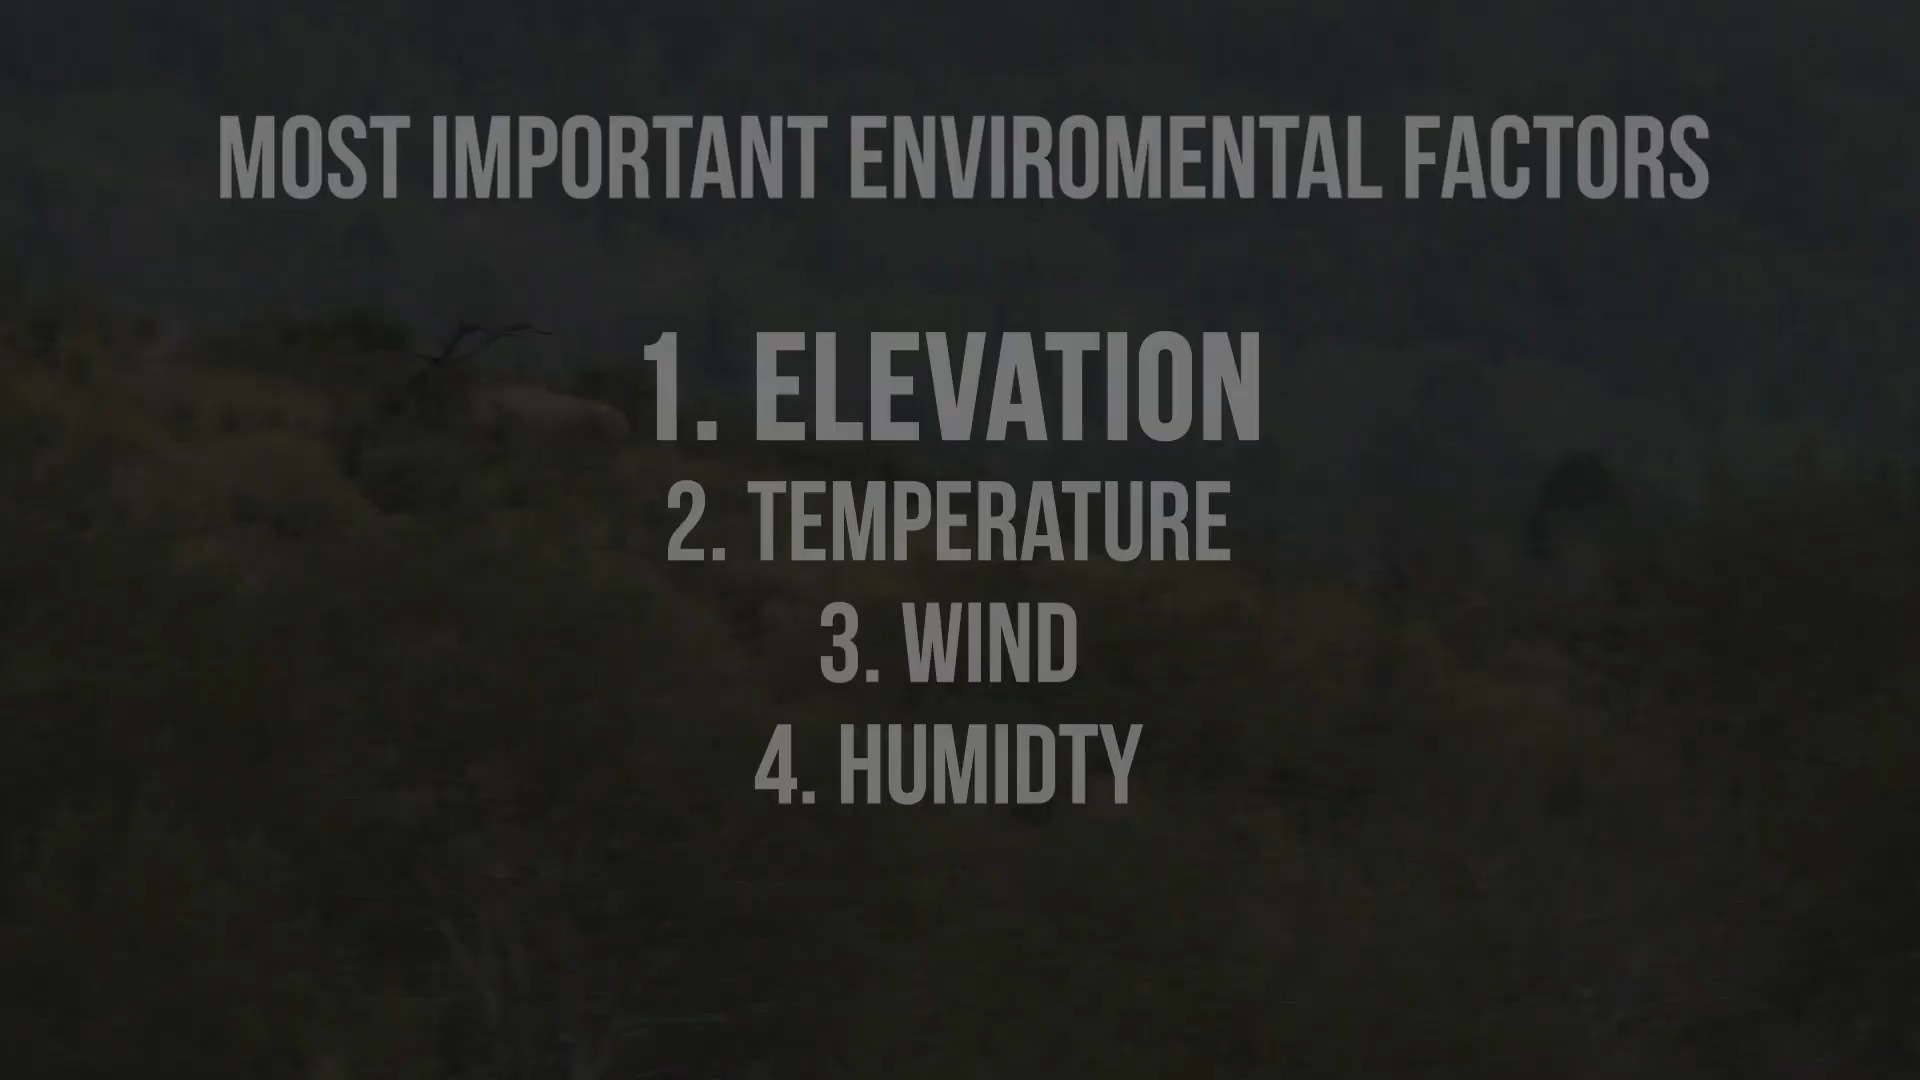 MOST IMPORTANT ENVIROMENTAL FACTORS
1. ELEVATION
2. TEMPERATURE
3. WIND
4. HUMIDTY